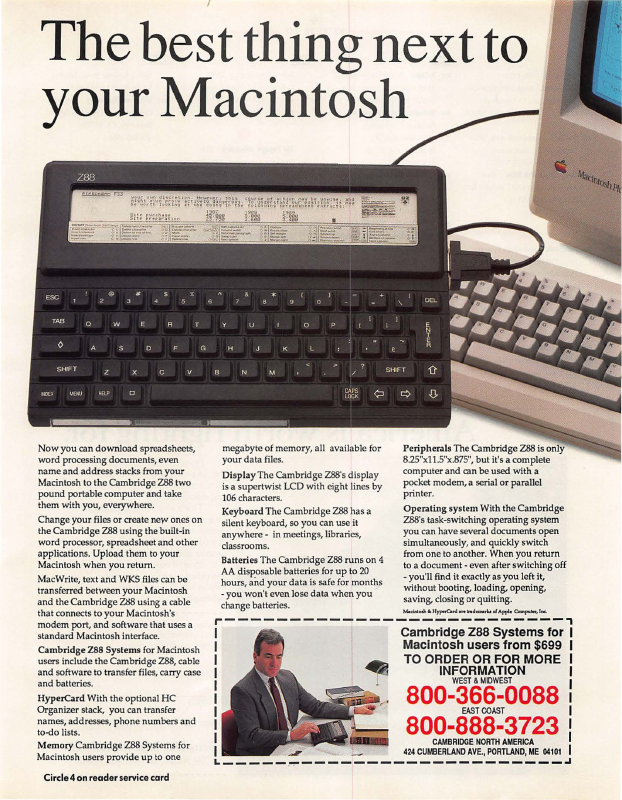 The best thing next to
your Macintosh
Macintosh Pl
Z88
ESC 1 2 3 4 5 6 7 8 9 0 - = \ DEL
TAB Q W E R T Y U I O P [ ] ENTER
◊ A S D F G H J K L ; ' £
SHIFT Z X C V B N M , . / SHIFT ⇧
INDEX MENU HELP □ CAPS LOCK ⇦ ⇨ ⇩
Now you can download spreadsheets,
word processing documents, even
name and address stacks from your
Macintosh to the Cambridge Z88 two
pound portable computer and take
them with you, everywhere.
Change your files or create new ones on
the Cambridge Z88 using the built-in
word processor, spreadsheet and other
applications. Upload them to your
Macintosh when you return.
MacWrite, text and WKS files can be
transferred between your Macintosh
and the Cambridge Z88 using a cable
that connects to your Macintosh's
modem port, and software that uses a
standard Macintosh interface.
Cambridge Z88 Systems for Macintosh
users include the Cambridge Z88, cable
and software to transfer files, carry case
and batteries.
HyperCard With the optional HC
Organizer stack, you can transfer
names, addresses, phone numbers and
to-do lists.
Memory Cambridge Z88 Systems for
Macintosh users provide up to one
megabyte of memory, all available for
your data files.
Display The Cambridge Z88's display
is a supertwist LCD with eight lines by
106 characters.
Keyboard The Cambridge Z88 has a
silent keyboard, so you can use it
anywhere - in meetings, libraries,
classrooms.
Batteries The Cambridge Z88 runs on 4
AA disposable batteries for up to 20
hours, and your data is safe for months
- you won't even lose data when you
change batteries.
Peripherals The Cambridge Z88 is only
8.25"x11.5"x.875", but it's a complete
computer and can be used with a
pocket modem, a serial or parallel
printer.
Operating system With the Cambridge
Z88's task-switching operating system
you can have several documents open
simultaneously, and quickly switch
from one to another. When you return
to a document - even after switching off
- you'll find it exactly as you left it,
without booting, loading, opening,
saving, closing or quitting.
Macintosh & HyperCard are trademarks of Apple Computer, Inc.
Cambridge Z88 Systems for
Macintosh users from $699
TO ORDER OR FOR MORE
INFORMATION
WEST & MIDWEST
800-366-0088
EAST COAST
800-888-3723
CAMBRIDGE NORTH AMERICA
424 CUMBERLAND AVE., PORTLAND, ME 04101
Circle 4 on reader service card